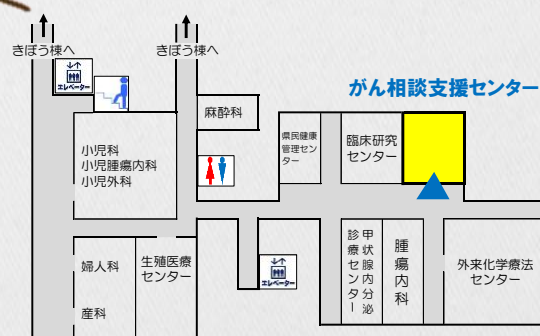 きぼう棟へ
きぼう棟へ
エレベーター
がん相談支援センター
麻酔科
県民健康
管理セン
ター
臨床研究
センター
小児科
小児腫瘍内科
小児外科
婦人科
産科
生殖医療
センター
エレベーター
甲状腺内分泌
診療センター
腫瘍内科
外来化学療法
センター